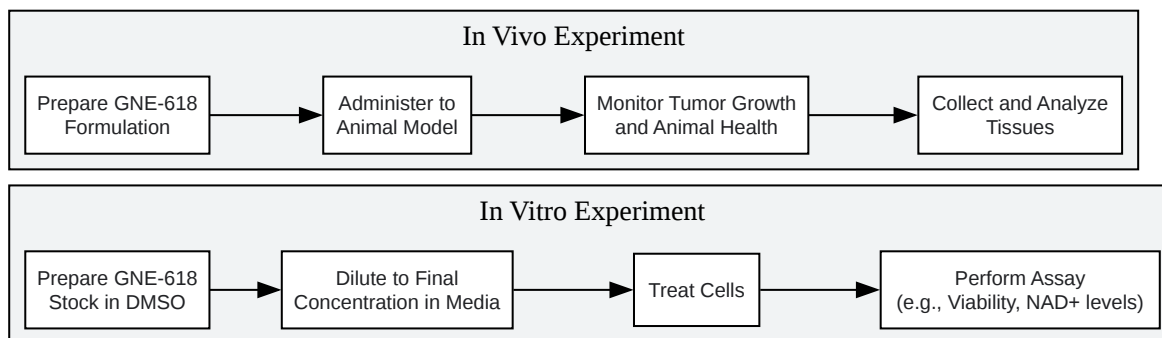 In Vivo Experiment
Prepare GNE-618
Formulation
Administer to
Animal Model
Monitor Tumor Growth
and Animal Health
Collect and Analyze
Tissues
In Vitro Experiment
Prepare GNE-618
Stock in DMSO
Dilute to Final
Concentration in Media
Treat Cells
Perform Assay
(e.g., Viability, NAD+ levels)